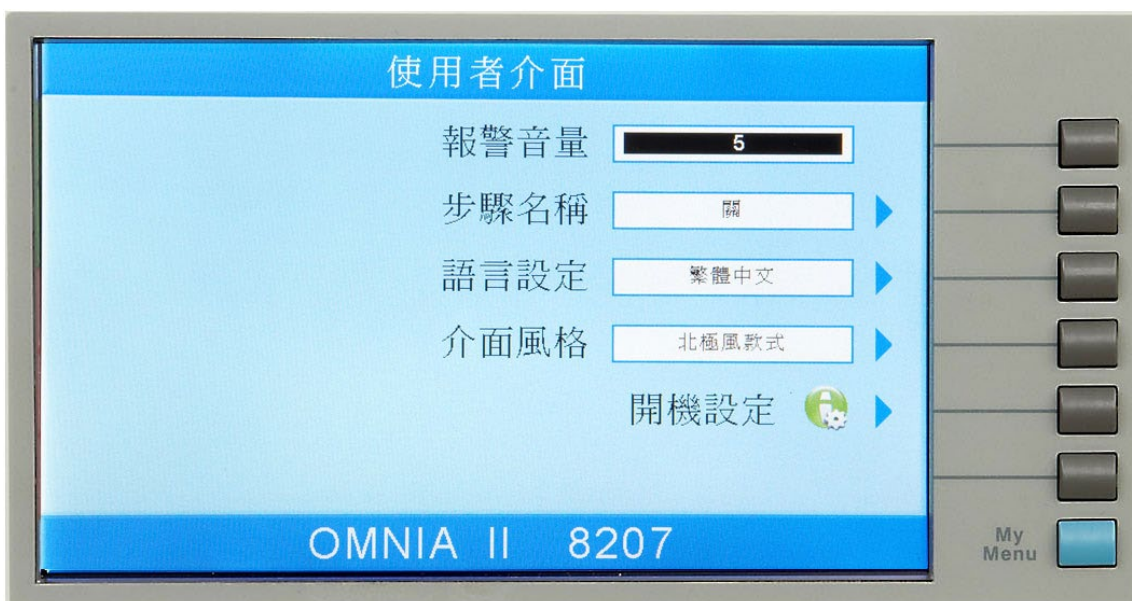 使用者介面
報警音量 5
步驟名稱 關
語言設定 繁體中文
介面風格 北極風款式
開機設定
OMNIA II 8207
My
Menu